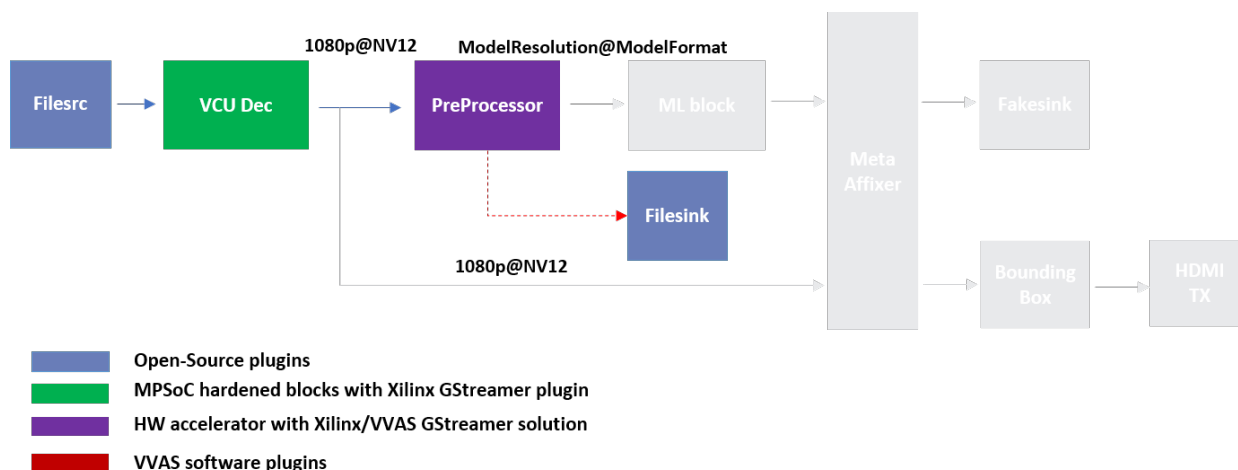 1080p@NV12
ModelResolution@ModelFormat
Filesrc
VCU Dec
PreProcessor
ML block
Fakesink
Meta
Affixer
Filesink
1080p@NV12
Bounding
Box
HDMI
TX
Open-Source plugins
MPSoC hardened blocks with Xilinx GStreamer plugin
HW accelerator with Xilinx/VVAS GStreamer solution
VVAS software plugins